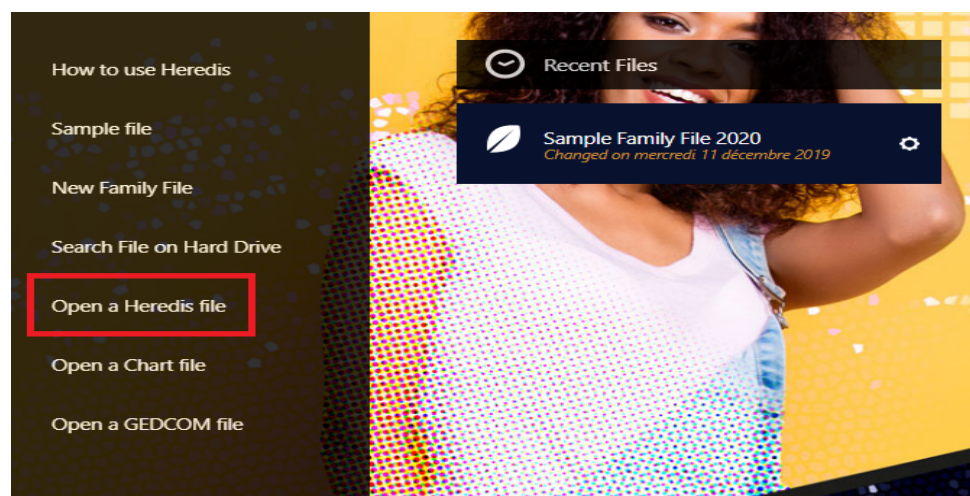 How to use Heredis
Sample file
New Family File
Search File on Hard Drive
Open a Heredis file
Open a Chart file
Open a GEDCOM file
Recent Files
Sample Family File 2020
Changed on mercredi 11 décembre 2019